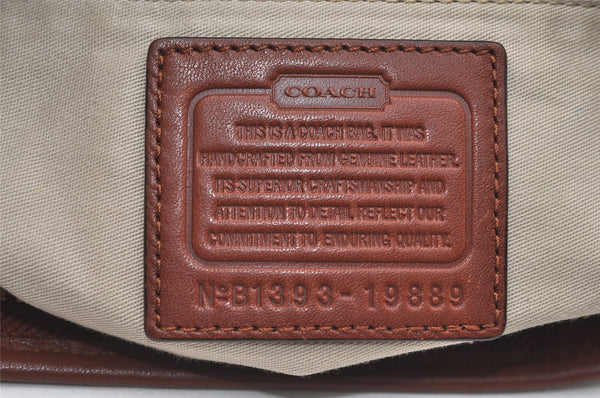 COACH
THIS IS A COACH BAG. IT WAS
HANDCRAFTED FROM GENUINE LEATHER.
ITS SUPERIOR CRAFTSMANSHIP AND
ATTENTION TO DETAIL REFLECT OUR
COMMITMENT TO ENDURING QUALITY.
No B1393-19889